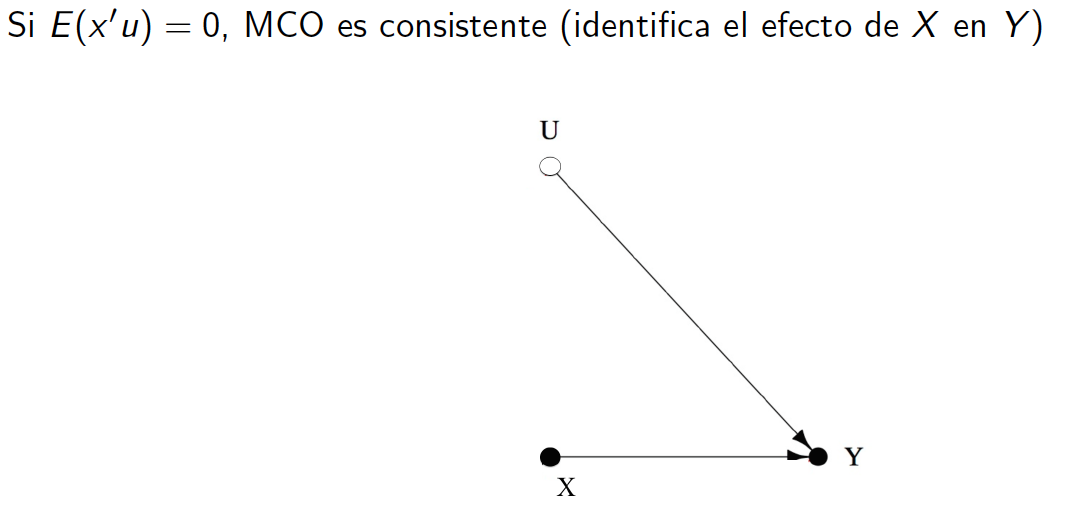 Si E(x′u) = 0, MCO es consistente (identifica el efecto de X en Y)
U
Y
X